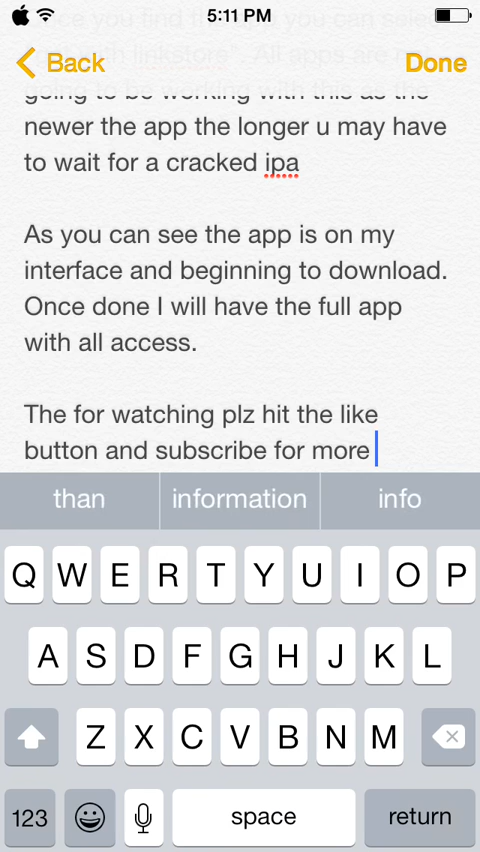 5:11 PM
Back
Done
going to be working with this as the
newer the app the longer u may have
to wait for a cracked ipa
As you can see the app is on my
interface and beginning to download.
Once done I will have the full app
with all access.
The for watching plz hit the like
button and subscribe for more
than information info
Q W E R T Y U I O P
A S D F G H J K L
Z X C V B N M
123 space return